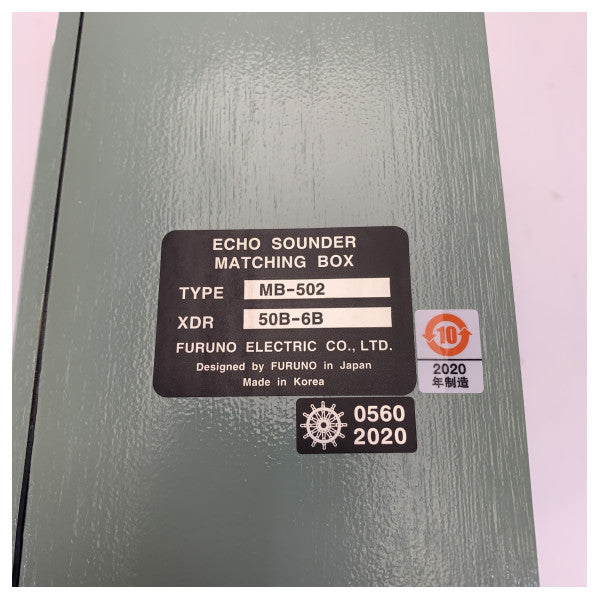 ECHO SOUNDER
MATCHING BOX
TYPE MB-502
XDR 50B-6B
FURUNO ELECTRIC CO., LTD.
Designed by FURUNO in Japan
Made in Korea
10
2020
年制造
0560
2020